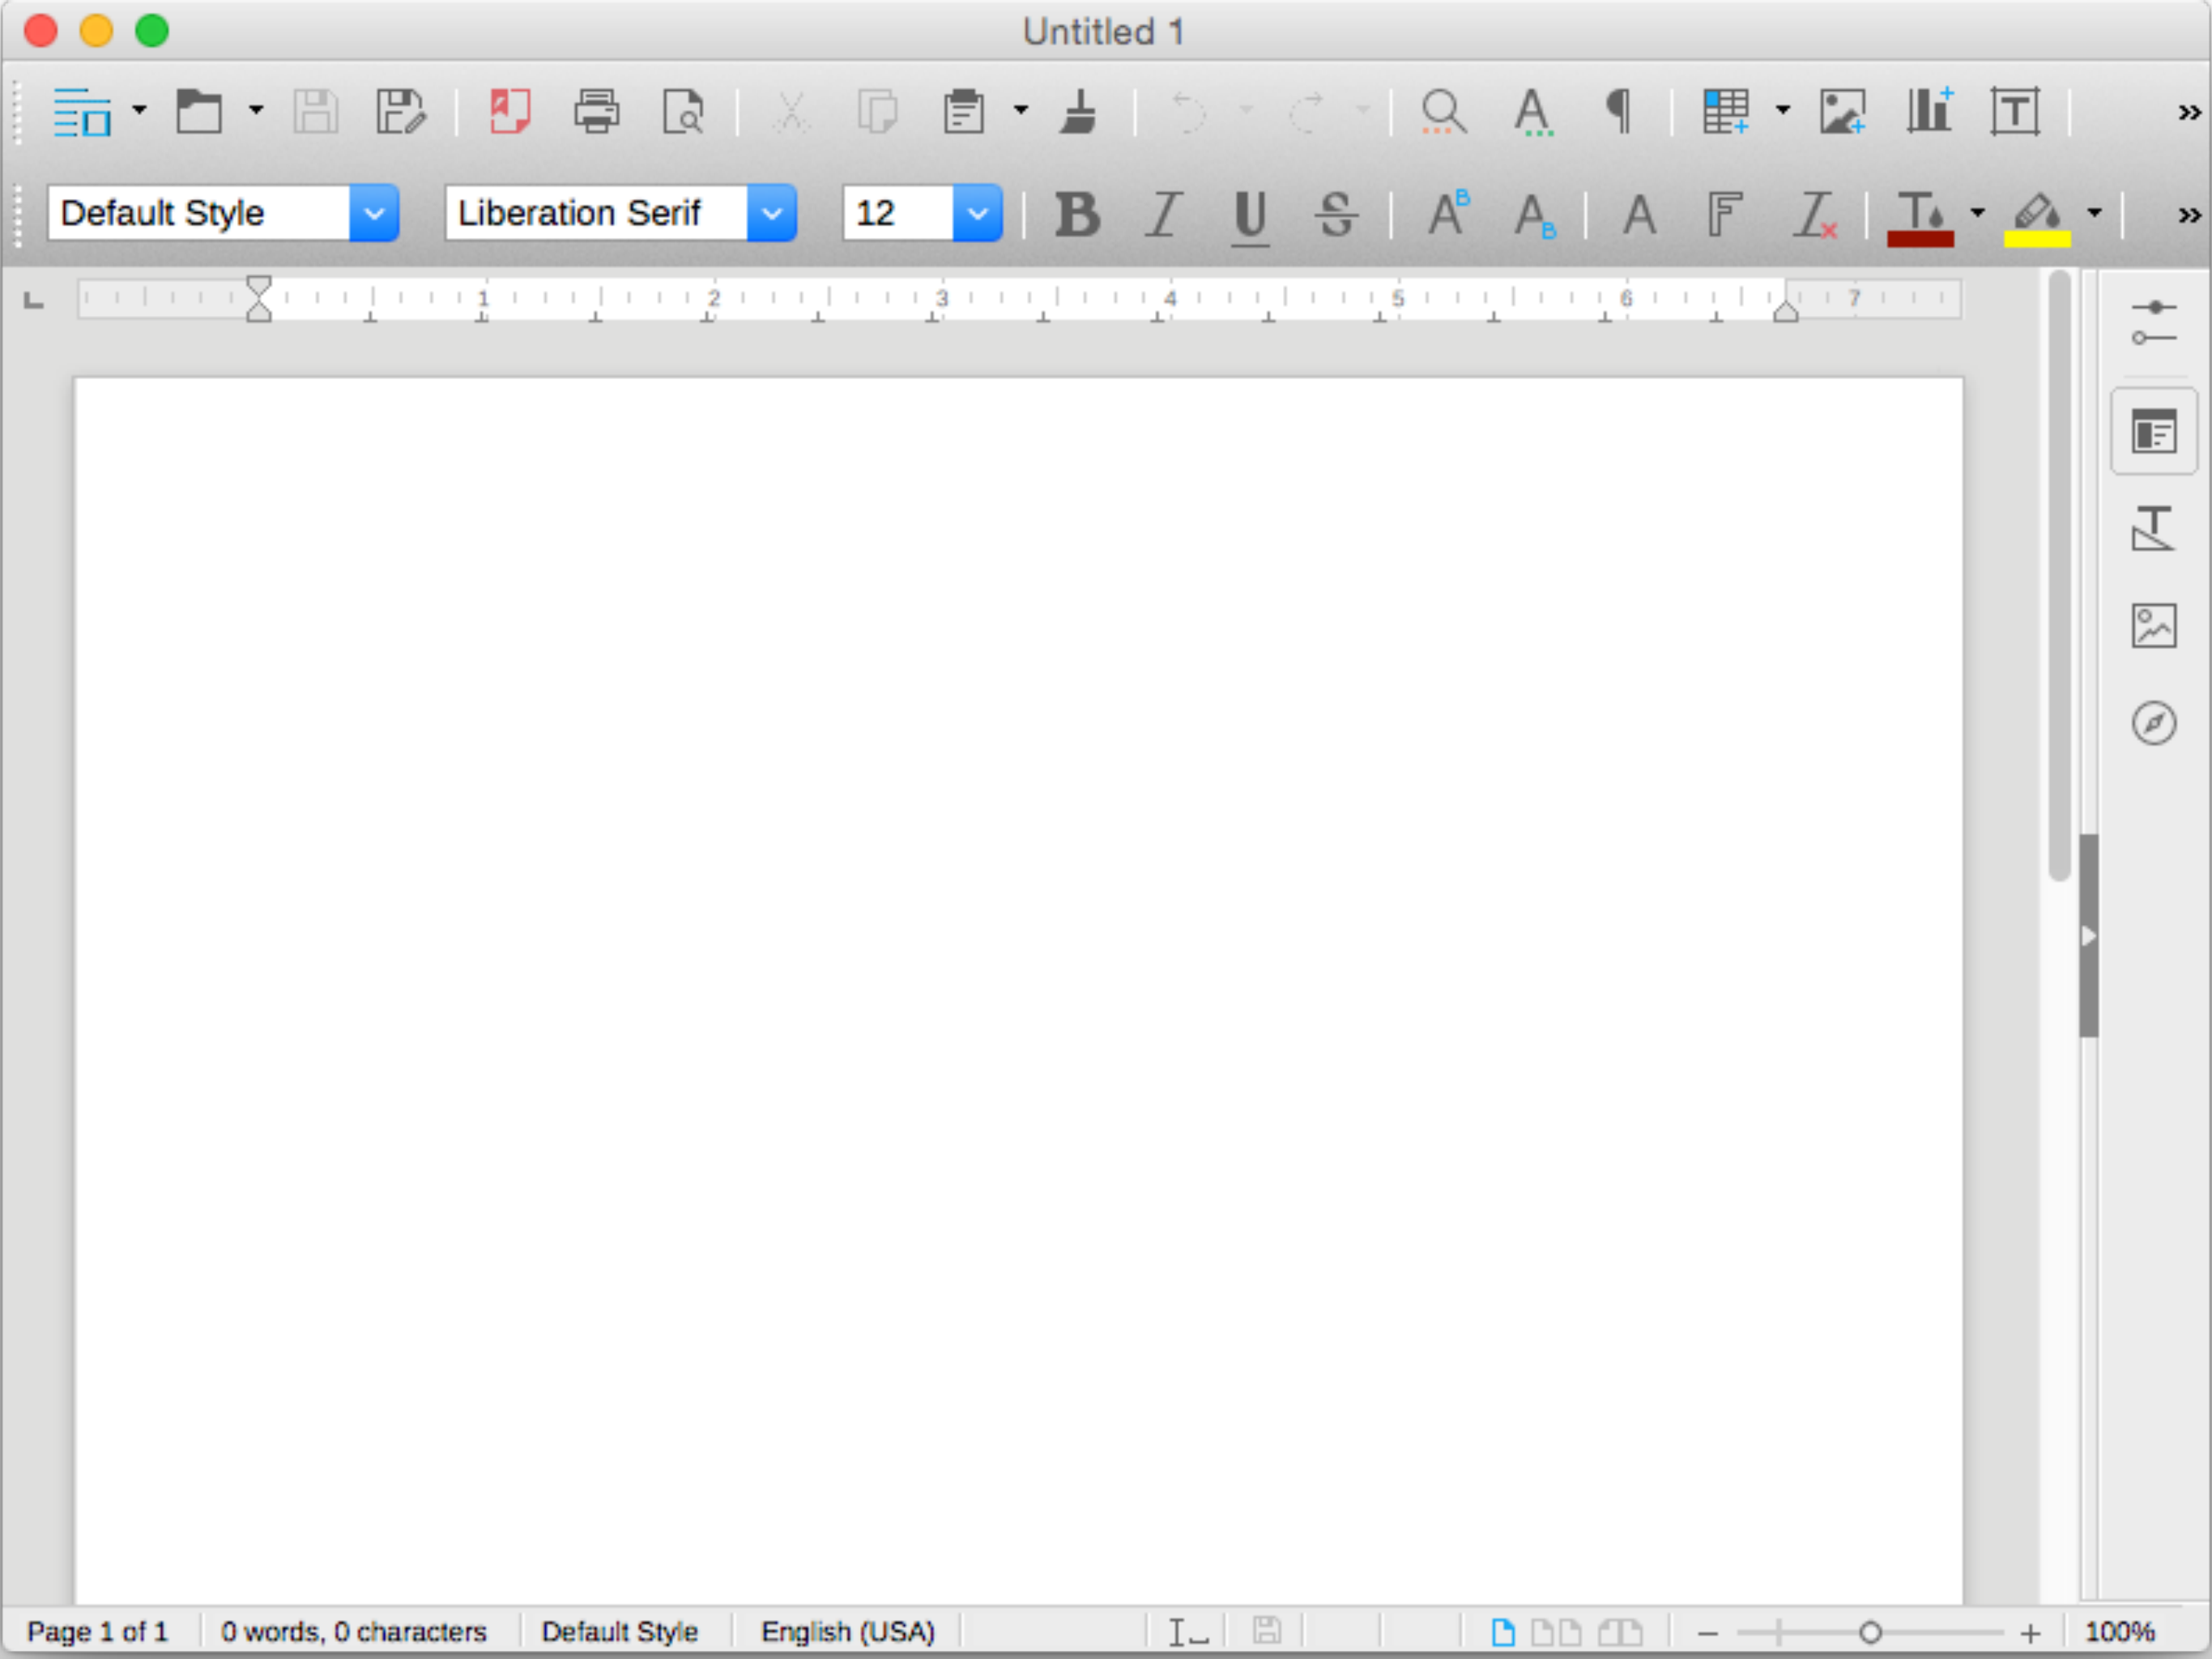 Untitled 1
Default Style Liberation Serif 12
1 2 3 4 5 6 7
Page 1 of 1 0 words, 0 characters Default Style English (USA) 100%